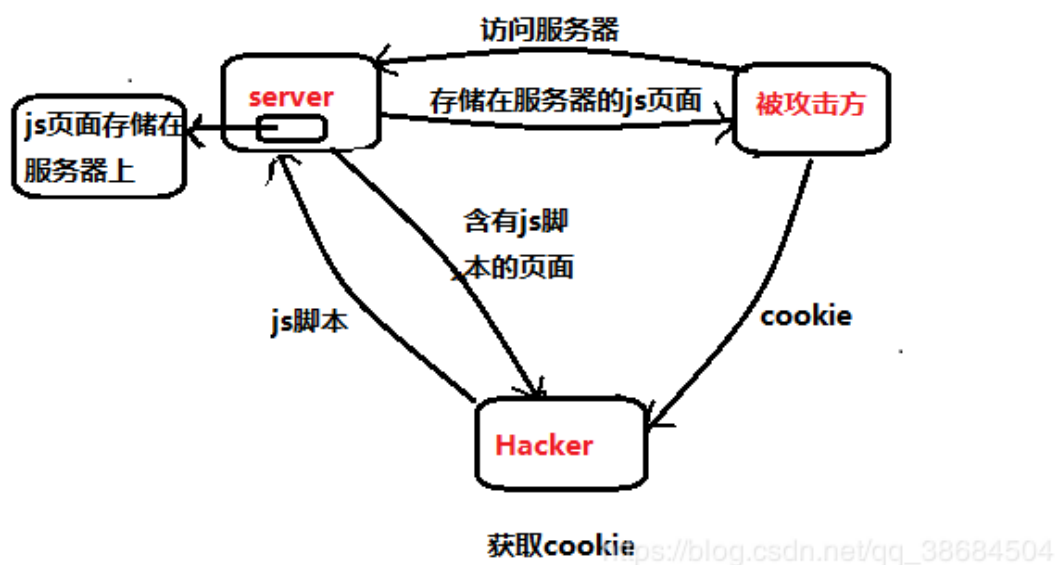 访问服务器
server
存储在服务器的js页面
被攻击方
js页面存储在
服务器上
含有js脚
本的页面
js脚本
cookie
Hacker
获取cookie
https://blog.csdn.net/qq_38684504